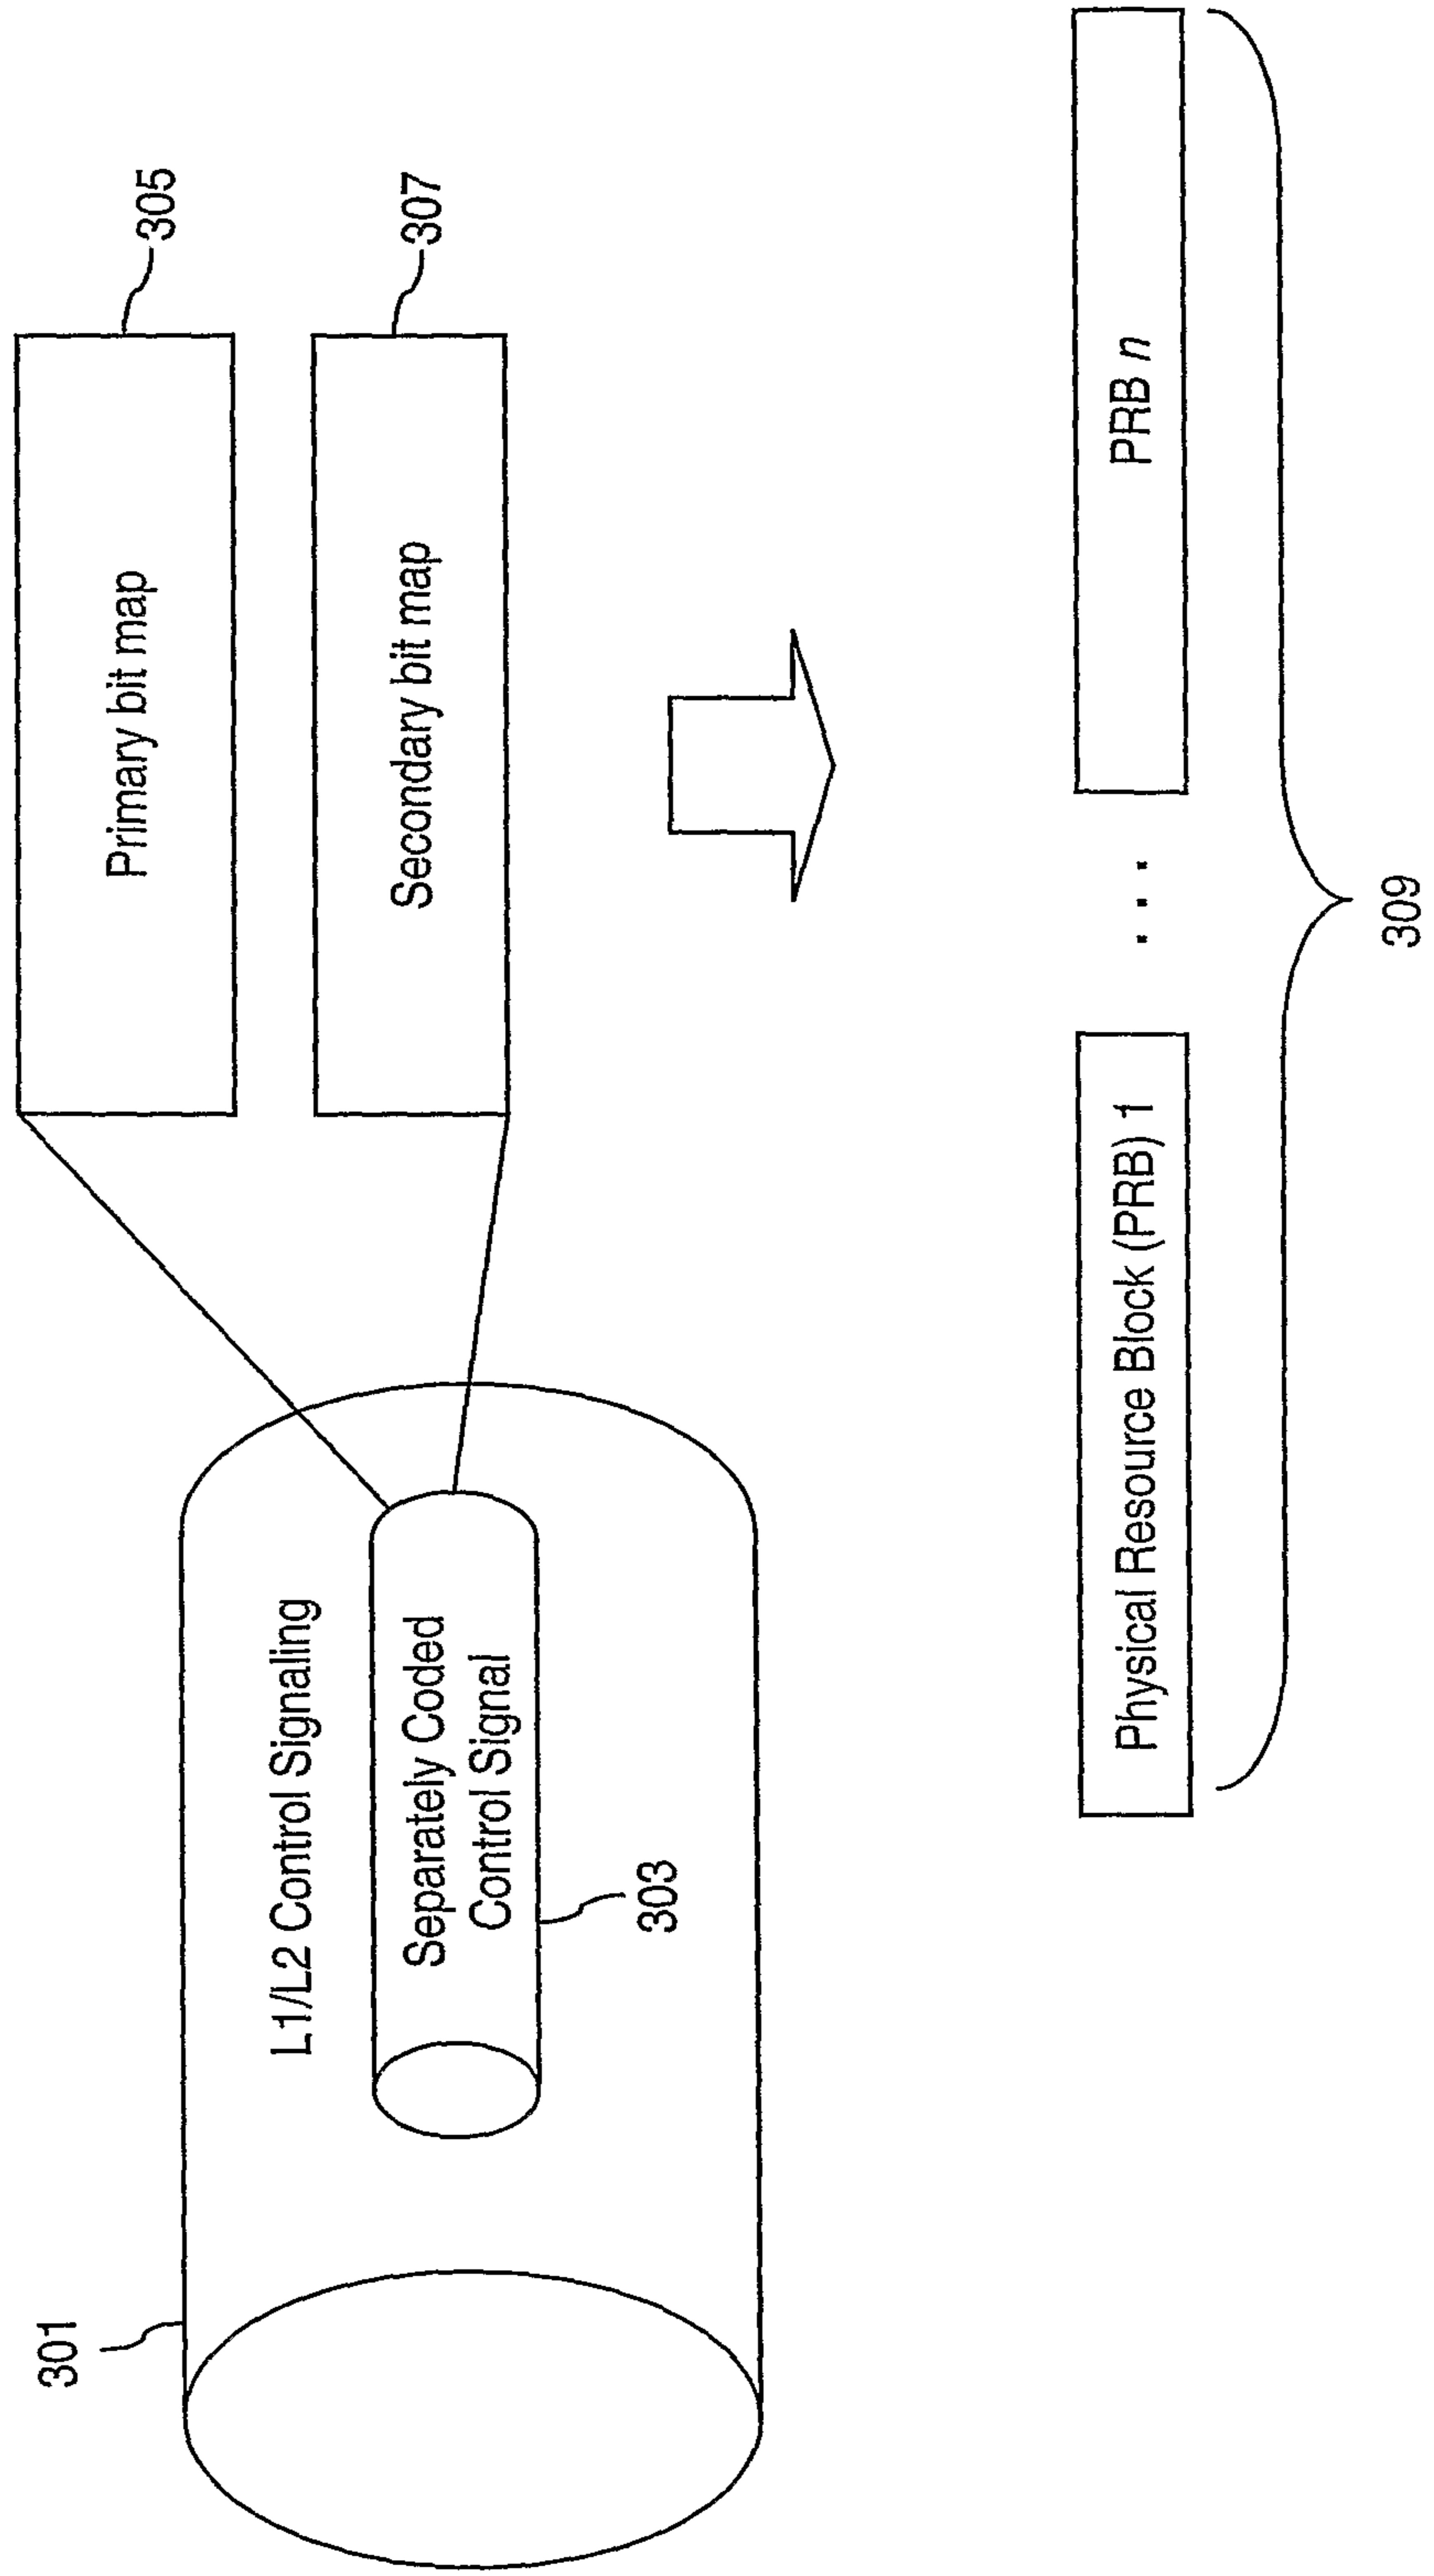 305
Primary bit map
307
Secondary bit map
301
L1/L2 Control Signaling
Separately Coded
Control Signal
303
Physical Resource Block (PRB) 1
. . .
PRB n
309